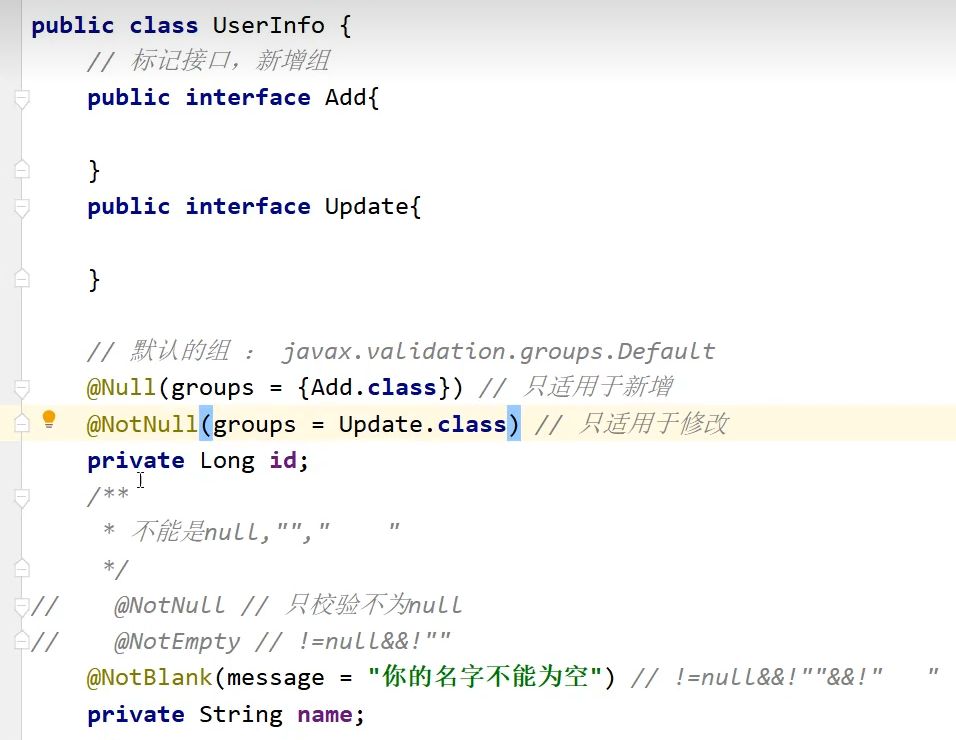 public class UserInfo {
// 标记接口，新增组
public interface Add{
}
public interface Update{
}
// 默认的组 ： javax.validation.groups.Default
@Null(groups = {Add.class}) // 只适用于新增
@NotNull(groups = Update.class) // 只适用于修改
private Long id;
/**
* 不能是null,"","    "
*/
//    @NotNull // 只校验不为null
//    @NotEmpty // !=null&&!""
@NotBlank(message = "你的名字不能为空") // !=null&&!""&&!"   "
private String name;